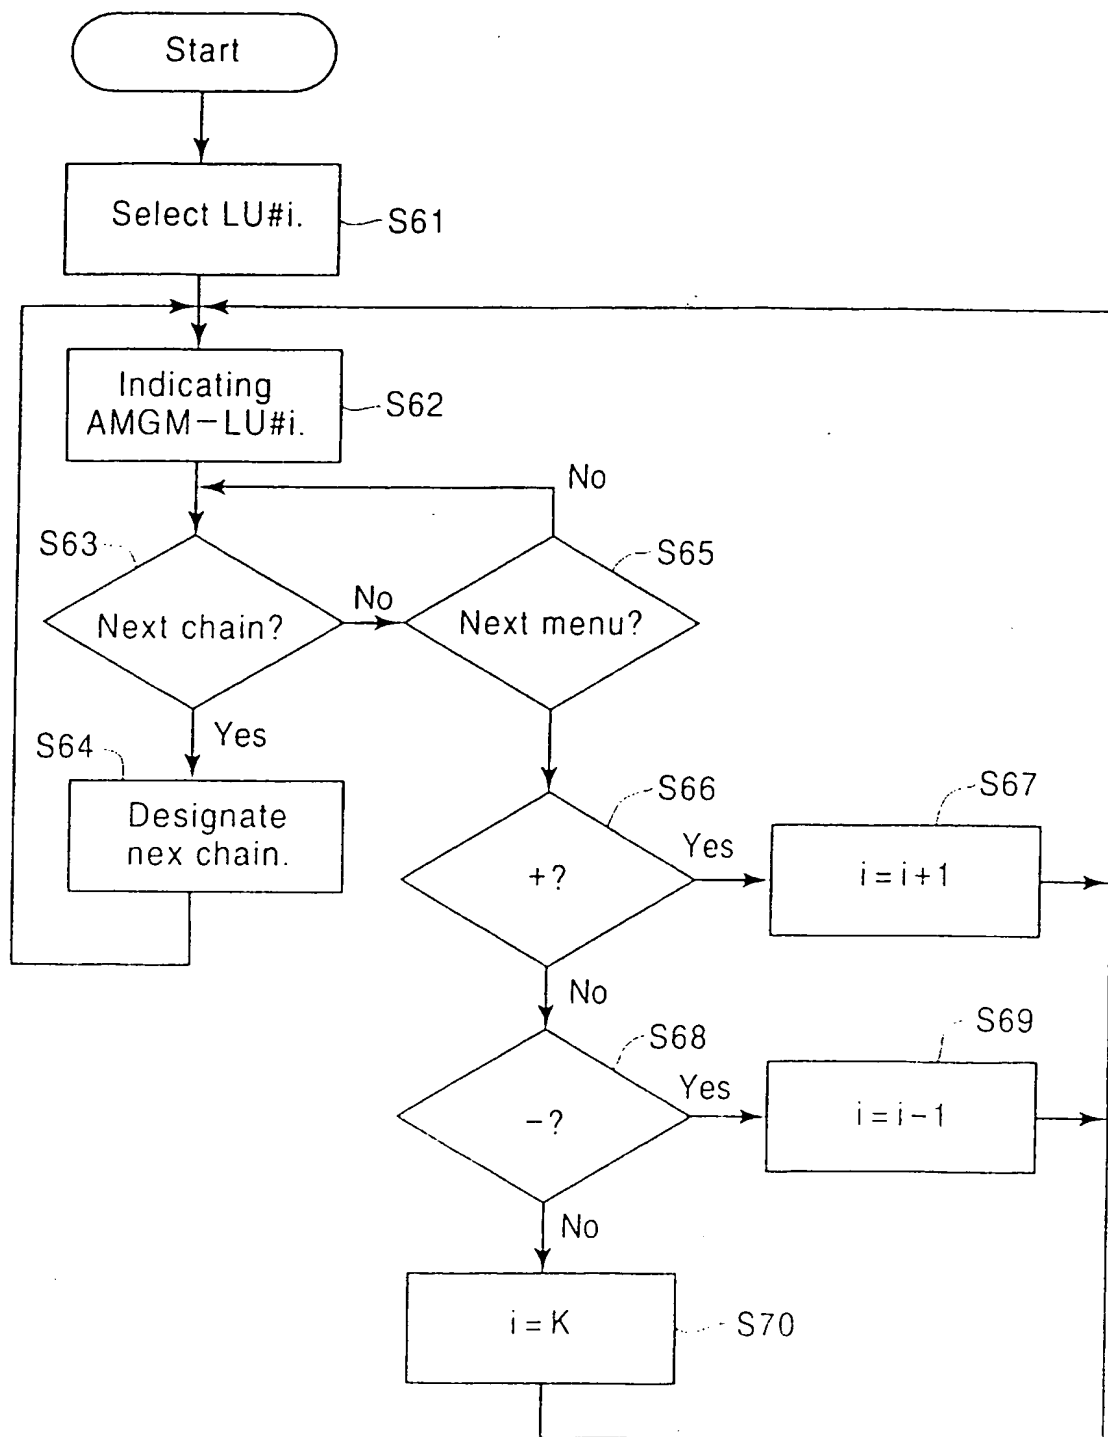 Start
Select LU#i.
S61
Indicating
AMGM-LU#i.
S62
No
S63
S65
Next chain?
No
Next menu?
Yes
S64
Designate
nex chain.
S66
S67
+?
Yes
i=i+1
No
S68
S69
-?
Yes
i=i-1
No
i=K
S70